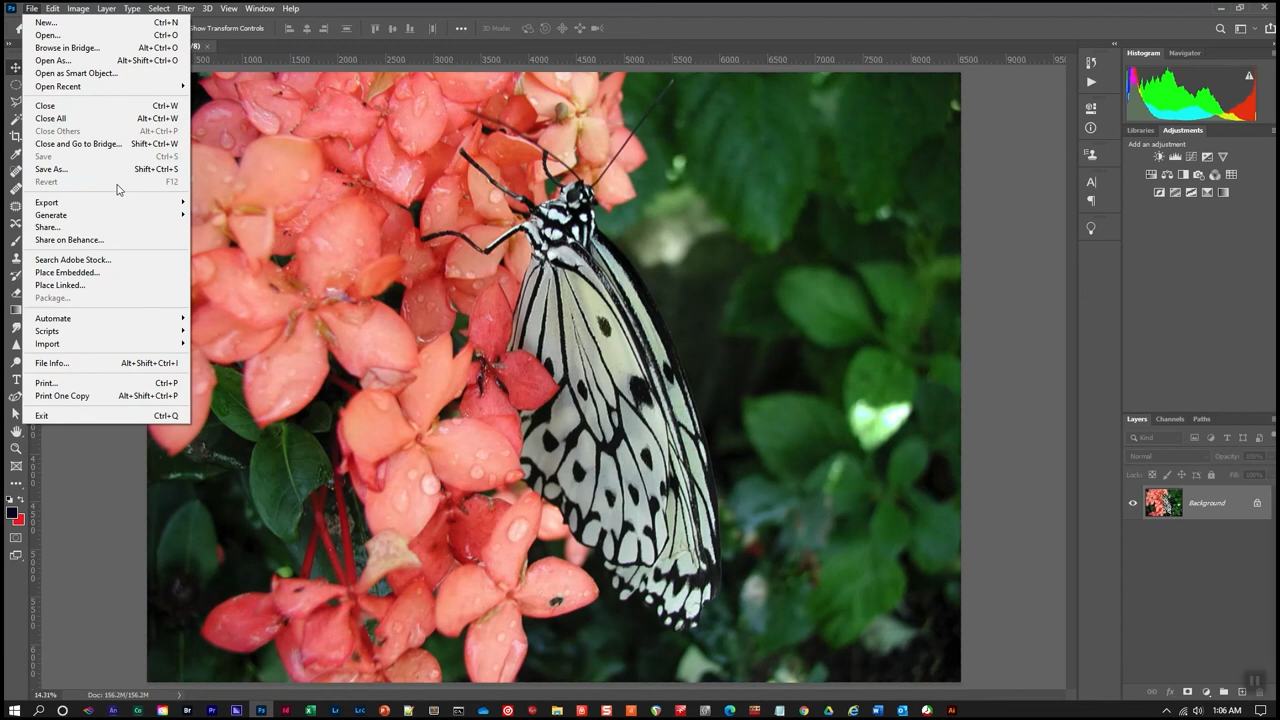 Ps File Edit Image Layer Type Select Filter 3D View Window Help
Show Transform Controls 3D Mode:
/8) ×
500 1000 1500 2000 2500 3000 3500 4000 4500 5000 5500 6000 6500 7000 7500 8000 8500 9000
New... Ctrl+N
Open... Ctrl+O
Browse in Bridge... Alt+Ctrl+O
Open As... Alt+Shift+Ctrl+O
Open as Smart Object...
Open Recent
Close Ctrl+W
Close All Alt+Ctrl+W
Close Others Alt+Ctrl+P
Close and Go to Bridge... Shift+Ctrl+W
Save Ctrl+S
Save As... Shift+Ctrl+S
Revert F12
Export
Generate
Share...
Share on Behance...
Search Adobe Stock...
Place Embedded...
Place Linked...
Package...
Automate
Scripts
Import
File Info... Alt+Shift+Ctrl+I
Print... Ctrl+P
Print One Copy Alt+Shift+Ctrl+P
Exit Ctrl+Q
Histogram Navigator
Libraries Adjustments
Add an adjustment
Layers Channels Paths
Kind
Normal Opacity: 100%
Lock: Fill: 100%
Background
14.31% Doc: 156.2M/156.2M
1:06 AM